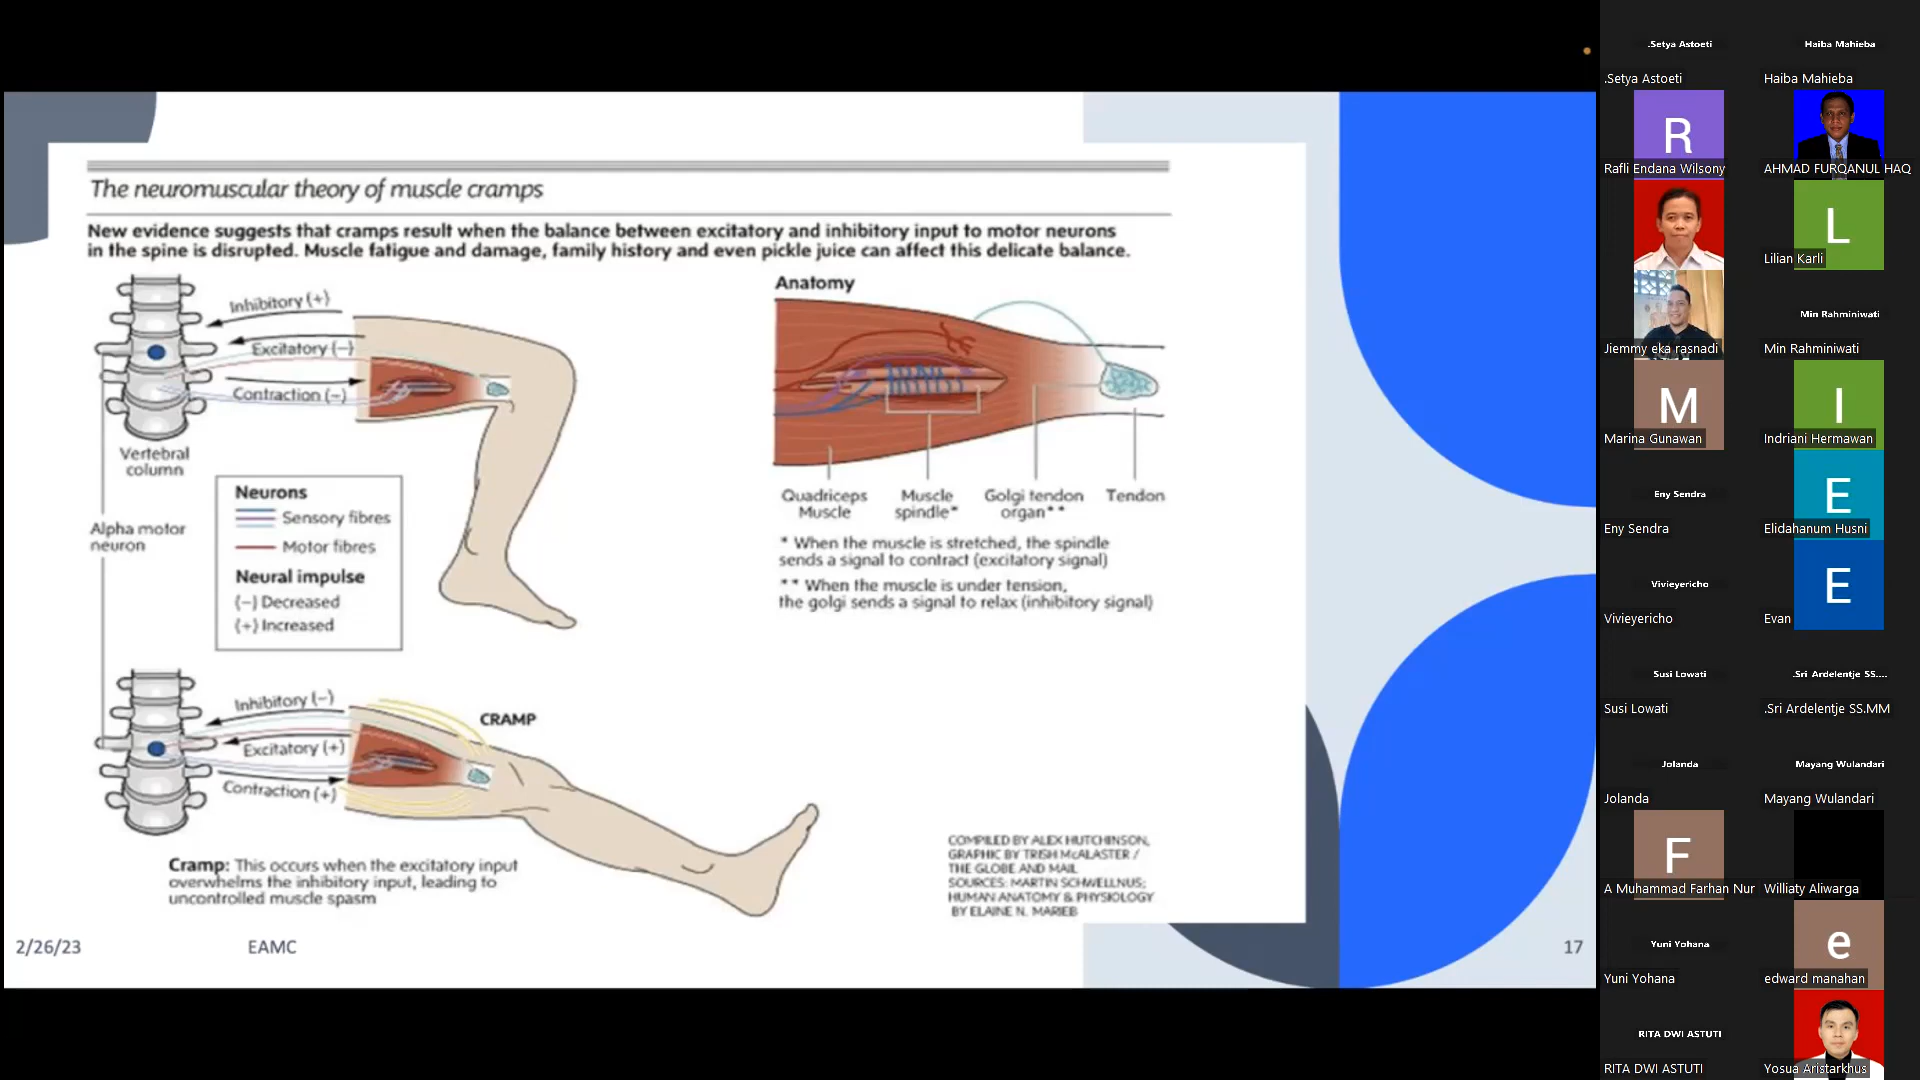 The neuromuscular theory of muscle cramps
New evidence suggests that cramps result when the balance between excitatory and inhibitory input to motor neurons
in the spine is disrupted. Muscle fatigue and damage, family history and even pickle juice can affect this delicate balance.
Inhibitory (+)
Excitatory (−)
Contraction (−)
Vertebral
column
Alpha motor
neuron
Neurons
Sensory fibres
Motor fibres
Neural impulse
(−) Decreased
(+) Increased
Anatomy
Quadriceps
Muscle
Muscle
spindle*
Golgi tendon
organ**
Tendon
* When the muscle is stretched, the spindle
sends a signal to contract (excitatory signal)
** When the muscle is under tension,
the golgi sends a signal to relax (inhibitory signal)
Inhibitory (−)
Excitatory (+)
Contraction (+)
CRAMP
Cramp: This occurs when the excitatory input
overwhelms the inhibitory input, leading to
uncontrolled muscle spasm
COMPILED BY ALEX HUTCHINSON,
GRAPHIC BY TRISH McALASTER /
THE GLOBE AND MAIL
SOURCES: MARTIN SCHWELLNUS;
HUMAN ANATOMY & PHYSIOLOGY
BY ELAINE N. MARIEB
2/26/23
EAMC
17
.Setya Astoeti
Haiba Mahieba
.Setya Astoeti
Haiba Mahieba
R
Rafli Endana Wilsony
AHMAD FURQANUL HAQ
L
Lilian Karli
Jiemmy eka rasnadi
Min Rahminiwati
Min Rahminiwati
M
Marina Gunawan
I
Indriani Hermawan
Eny Sendra
Eny Sendra
E
Elidahanum Husni
Vivieyericho
Vivieyericho
E
Evan
Susi Lowati
.Sri Ardelentje SS....
Susi Lowati
.Sri Ardelentje SS.MM
Jolanda
Mayang Wulandari
Jolanda
Mayang Wulandari
F
A Muhammad Farhan Nur
Williaty Aliwarga
Yuni Yohana
Yuni Yohana
e
edward manahan
RITA DWI ASTUTI
RITA DWI ASTUTI
Yosua Aristarkhus